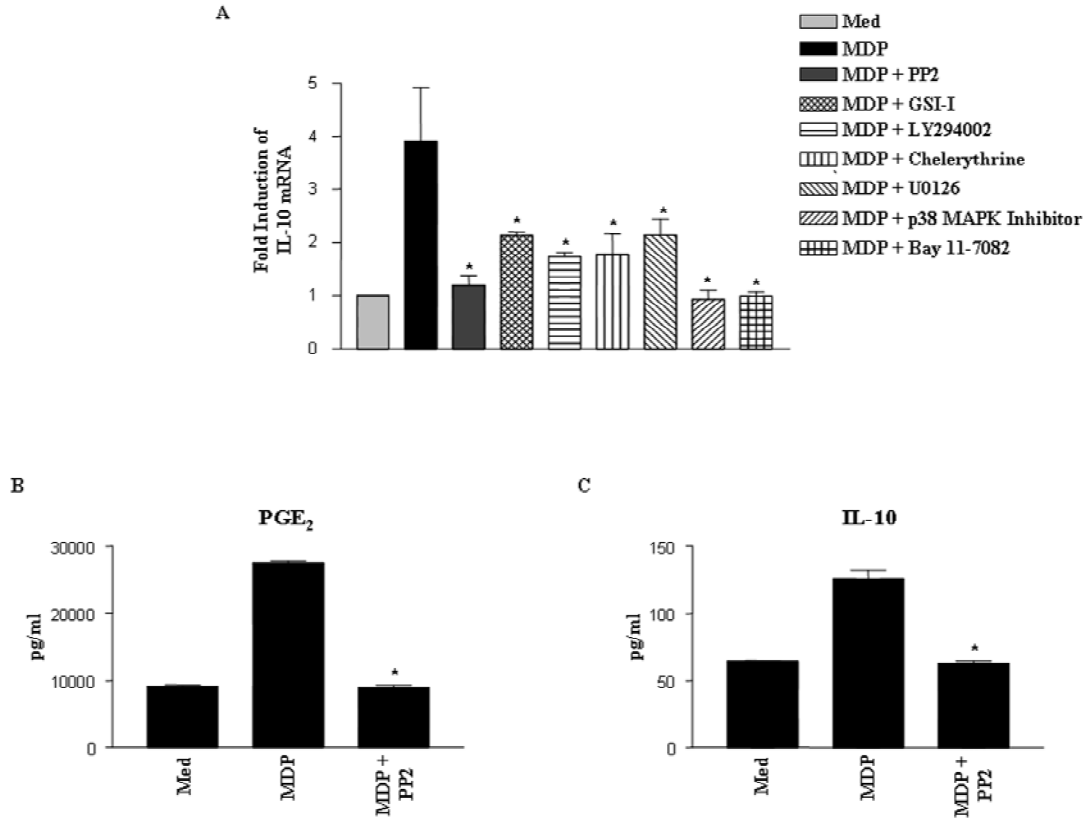 A
Med
MDP
MDP + PP2
MDP + GSI-I
MDP + LY294002
MDP + Chelerythrine
MDP + U0126
MDP + p38 MAPK Inhibitor
MDP + Bay 11-7082
Fold Induction of
IL-10 mRNA
5
4
3
2
1
0
*
*
*
*
*
*
*
B
PGE2
pg/ml
30000
20000
10000
0
*
Med
MDP
MDP +
PP2
C
IL-10
pg/ml
150
100
50
0
*
Med
MDP
MDP +
PP2